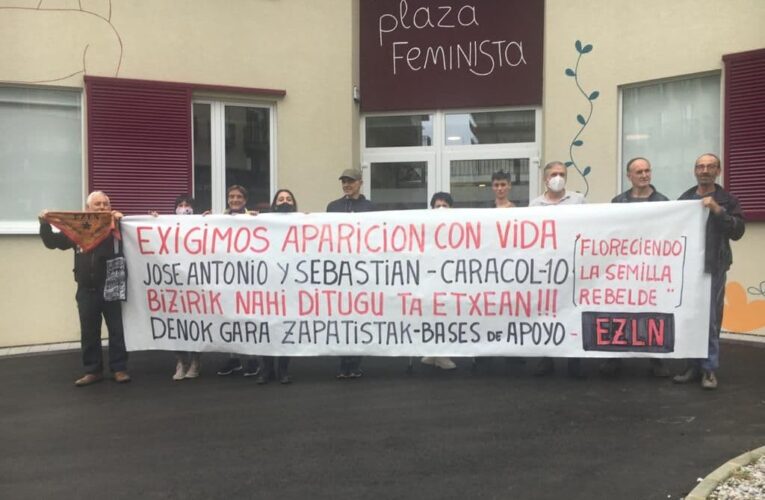 plaza
FEMINISTA
EZLN
EXIGIMOS APARICION CON VIDA
JOSE ANTONIO Y SEBASTIAN - CARACOL-10
BIZIRIK NAHI DITUGU TA ETXEAN!!!
DENOK GARA ZAPATISTAK-BASES DE APOYO -
"FLORECIENDO
LA SEMILLA
REBELDE"
EZLN